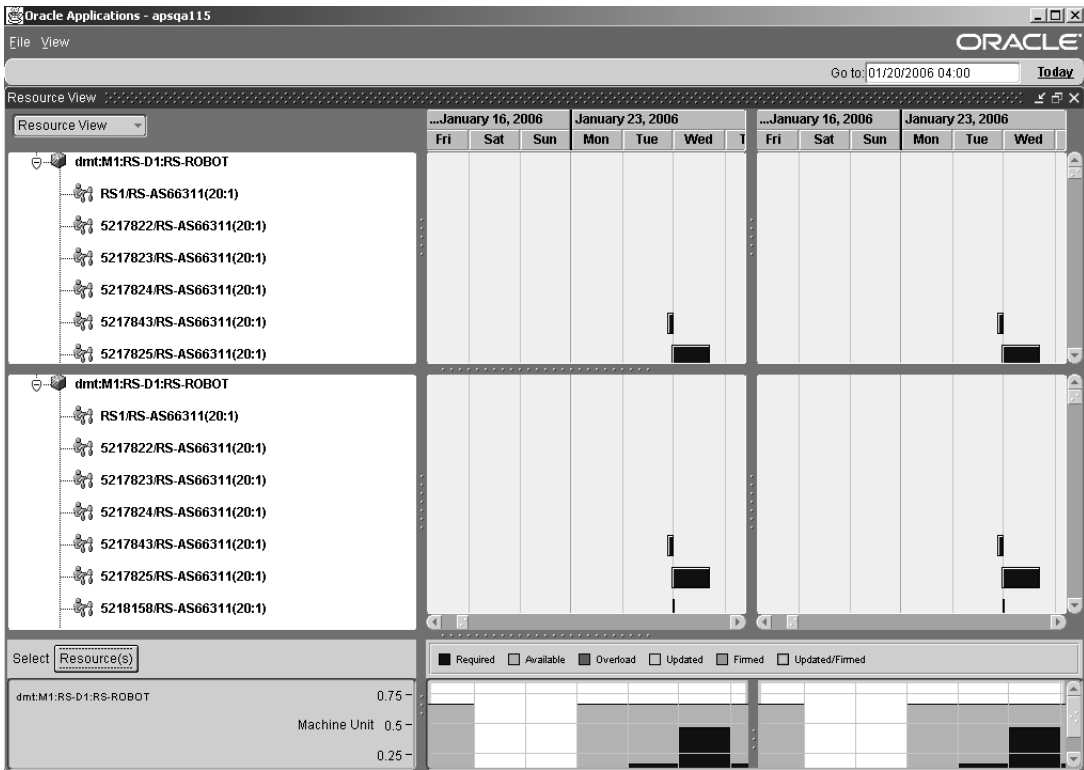 Oracle Applications - apsqa115
File View
ORACLE
Go to: 01/20/2006 04:00 Today
Resource View
Resource View
...January 16, 2006 January 23, 2006 ...January 16, 2006 January 23, 2006
Fri Sat Sun Mon Tue Wed T Fri Sat Sun Mon Tue Wed
dmt:M1:RS-D1:RS-ROBOT
RS1/RS-AS66311(20:1)
5217822/RS-AS66311(20:1)
5217823/RS-AS66311(20:1)
5217824/RS-AS66311(20:1)
5217843/RS-AS66311(20:1)
5217825/RS-AS66311(20:1)
dmt:M1:RS-D1:RS-ROBOT
RS1/RS-AS66311(20:1)
5217822/RS-AS66311(20:1)
5217823/RS-AS66311(20:1)
5217824/RS-AS66311(20:1)
5217843/RS-AS66311(20:1)
5217825/RS-AS66311(20:1)
5218158/RS-AS66311(20:1)
Select Resource(s)
Required Available Overload Updated Firmed Updated/Firmed
dmt:M1:RS-D1:RS-ROBOT 0.75
Machine Unit 0.5
0.25